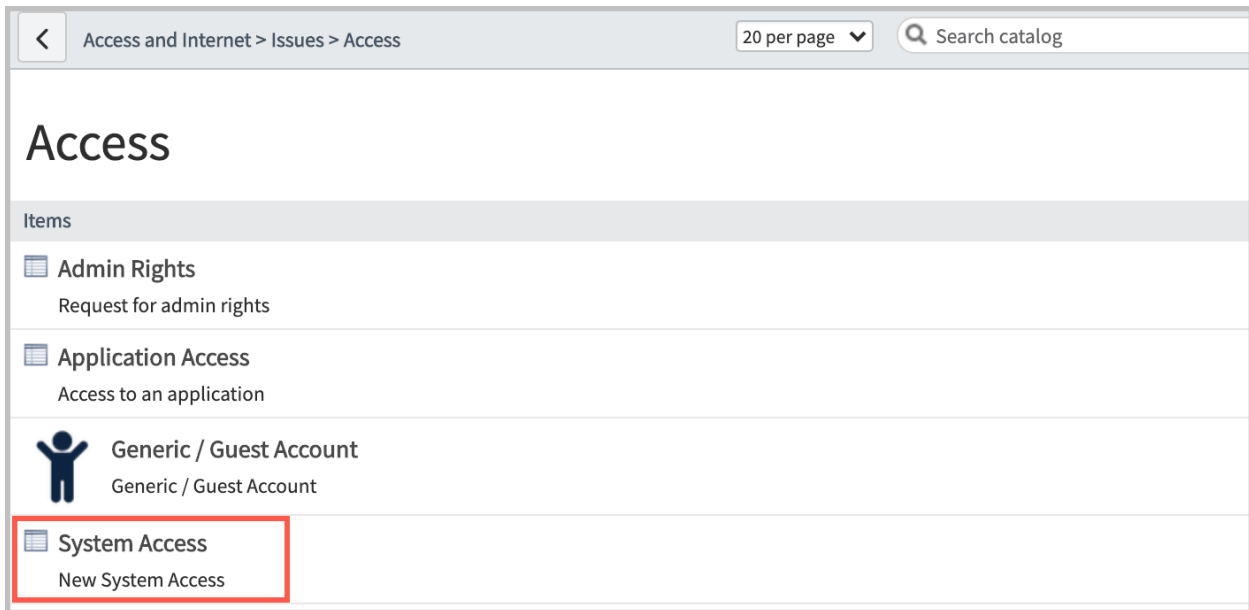 Access and Internet > Issues > Access
20 per page
Search catalog
Access
Items
Admin Rights
Request for admin rights
Application Access
Access to an application
Generic / Guest Account
Generic / Guest Account
System Access
New System Access